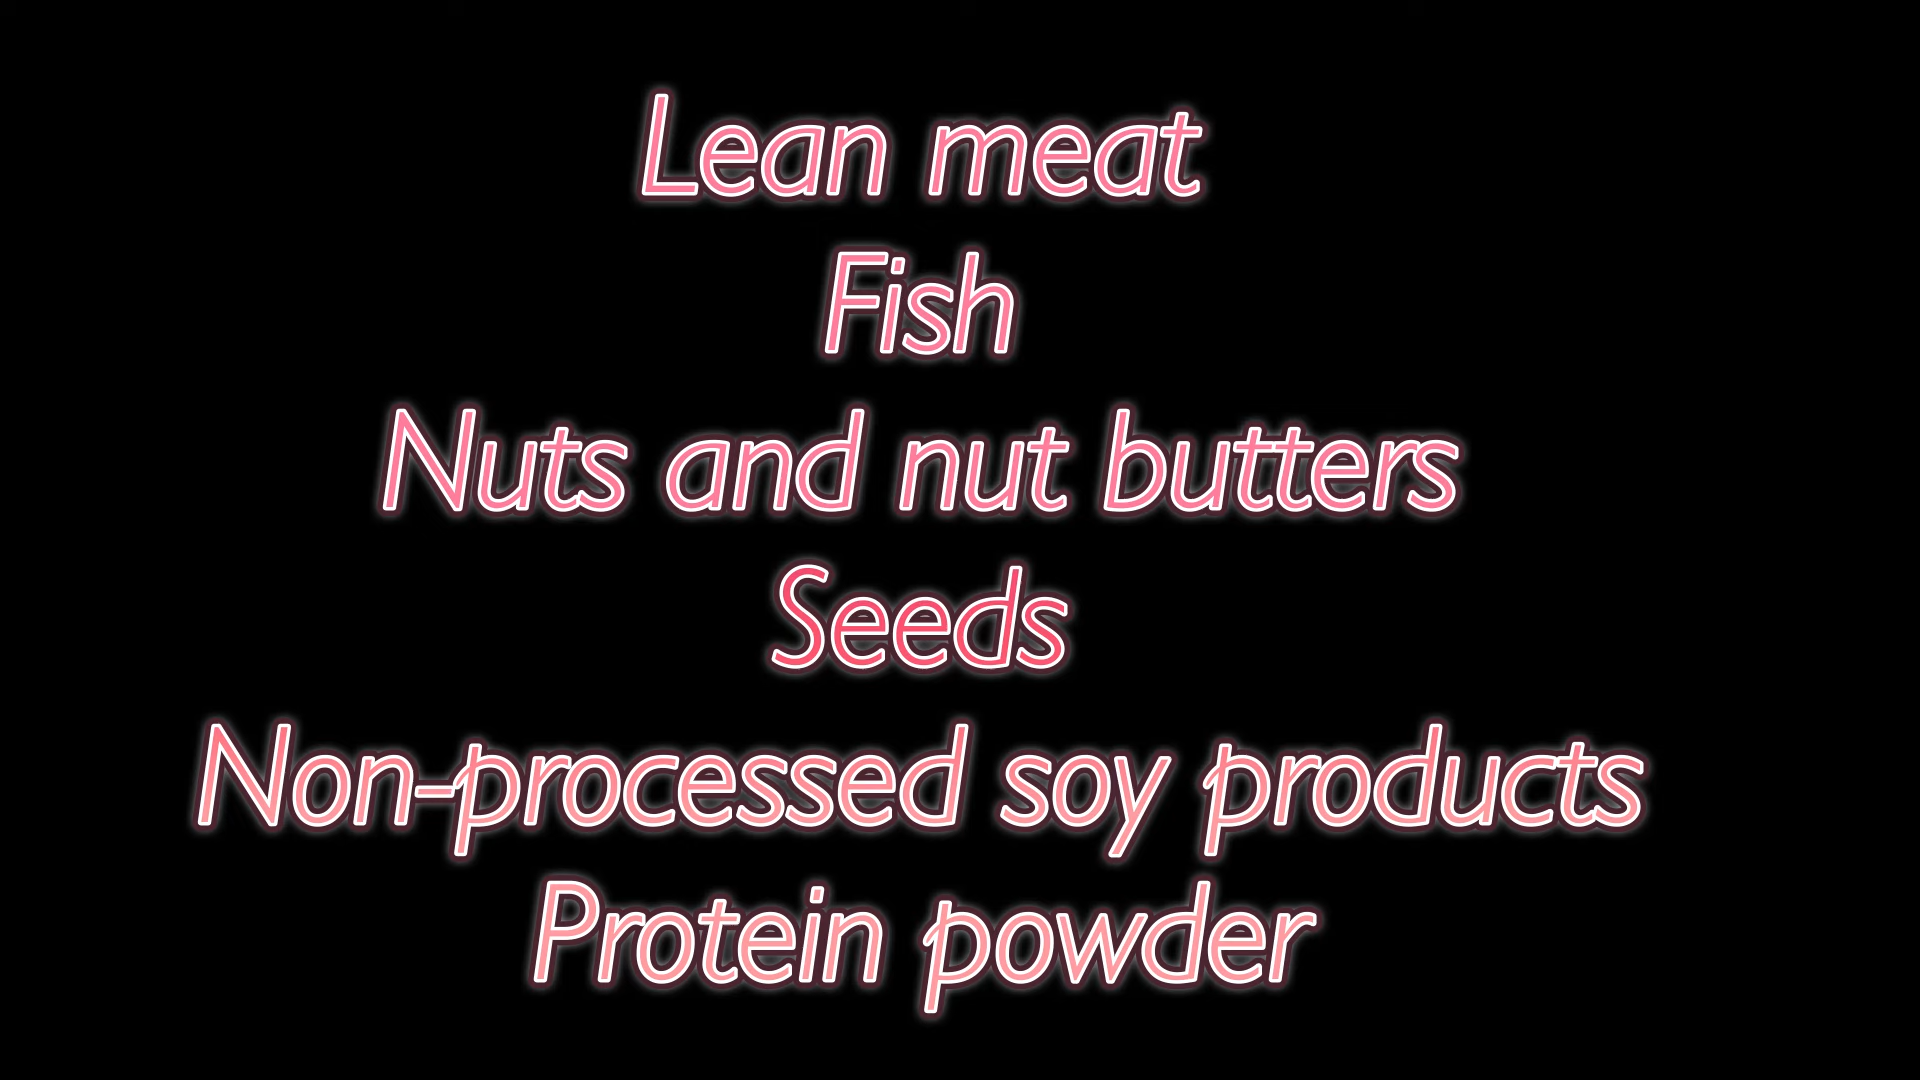 Lean meat
Fish
Nuts and nut butters
Seeds
Non-processed soy products
Protein powder